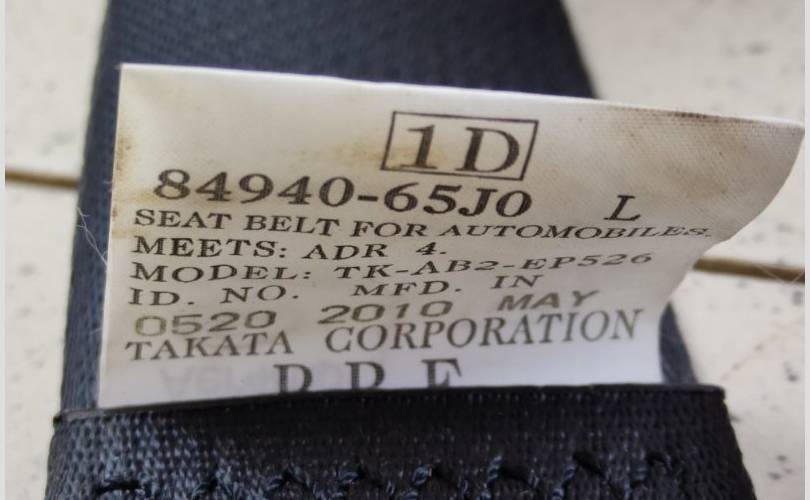 1D
84940-65J0 L
SEAT BELT FOR AUTOMOBILES.
MEETS: ADR 4.
MODEL: TK-AB2-EP526
ID. NO. MFD. IN
0520 2010 MAY
TAKATA CORPORATION